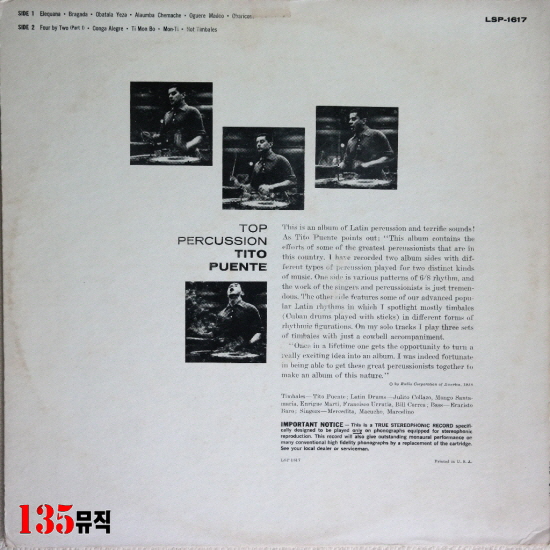 SIDE 1 Elequana • Bragada • Obatala Yeza • Alaumba Chemache • Oguere Madeo •
SIDE 2 Four by Two (Part I) • Conga Alegre • Ti Mon Bo • Mon-Ti • Hot Timbales
LSP-1617
TOP
PERCUSSION
TITO
PUENTE
This is an album of Latin percussion and terrific sounds!
As Tito Puente points out: "This album contains the
efforts of some of the greatest percussionists that are in
this country. I have recorded two album sides with dif-
ferent types of percussion played for two distinct kinds
of music. One side is various patterns of 6/8 rhythm, and
the work of the singers and percussionists is just tremen-
dous. The other side features some of our advanced popu-
lar Latin rhythms in which I spotlight mostly timbales
(Cuban drums played with sticks) in different forms of
rhythmic figurations. On my solo tracks I play three sets
of timbales with just a cowbell accompaniment.
"Once in a lifetime one gets the opportunity to turn a
really exciting idea into an album. I was indeed fortunate
in being able to get these great percussionists together to
make an album of this nature."
© by Radio Corporation of America, 1958
Timbales—Tito Puente; Latin Drums—Julito Collazo, Mongo Santa-
maria, Enrique Marti, Francisco Urrutia, Bill Correa; Bass—Evaristo
Baro; Singers—Mercedita, Macucho, Marcelino
IMPORTANT NOTICE – This is a TRUE STEREOPHONIC RECORD specifi-
cally designed to be played only on phonographs equipped for stereophonic
reproduction. This record will also give outstanding monaural performance on
many conventional high fidelity phonographs by a replacement of the cartridge.
See your local dealer or serviceman.
LSP-1617
Printed in U.S.A.
135뮤직